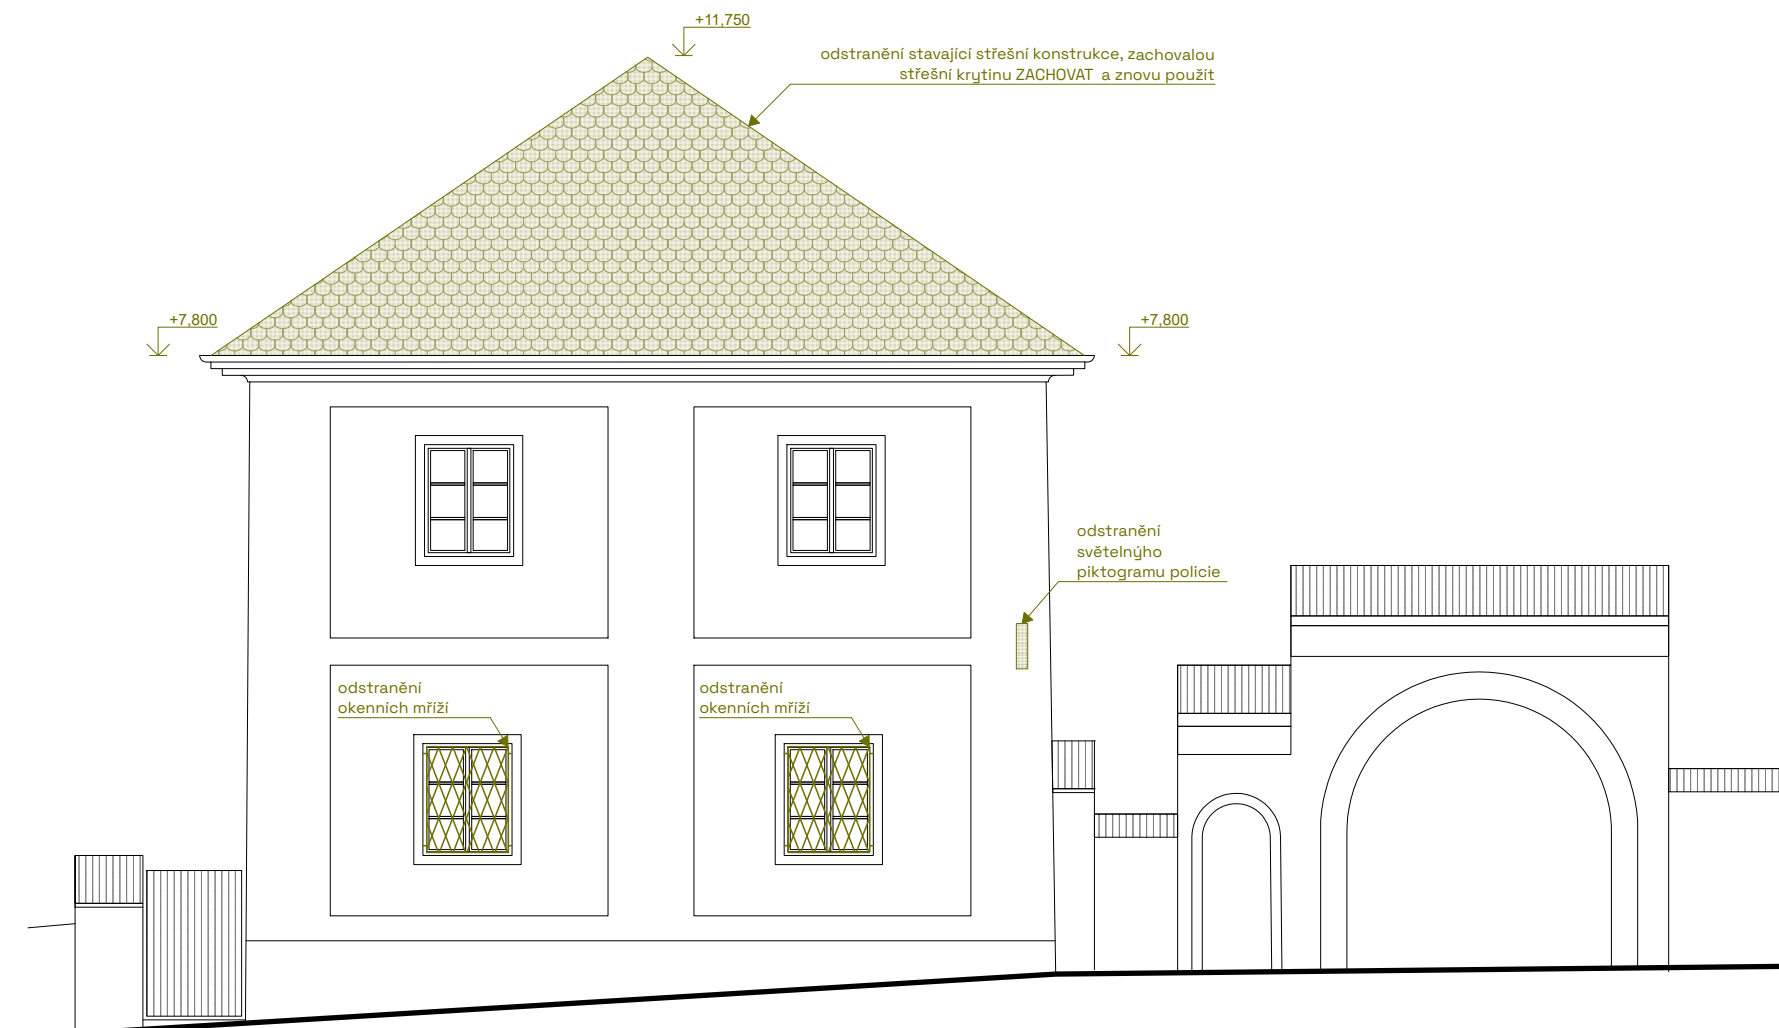 +11,750
odstranění stavající střešní konstrukce, zachovalou
střešní krytinu ZACHOVAT a znovu použít
+7,800
+7,800
odstranění
světelnýho
piktogramu policie
odstranění
okenních mříží
odstranění
okenních mříží